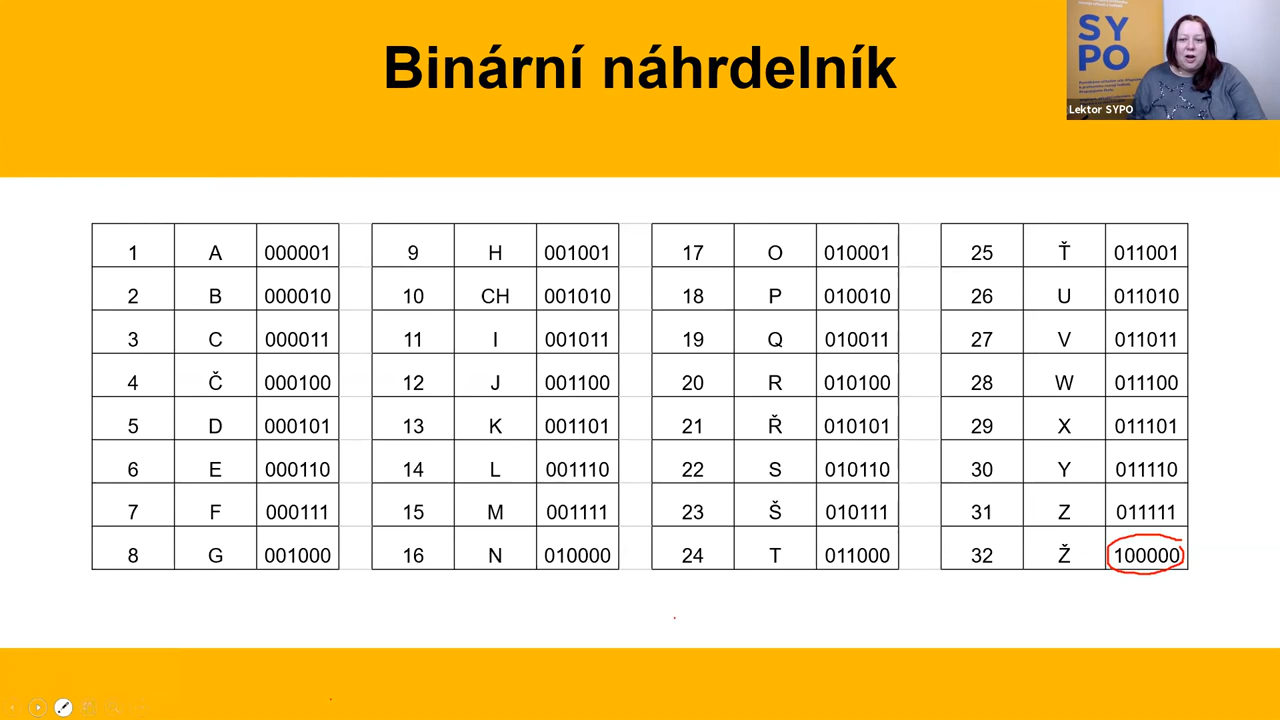 Binární náhrdelník
SY
PO
Lektor SYPO
1 A 000001 9 H 001001 17 O 010001 25 Ť 011001
2 B 000010 10 CH 001010 18 P 010010 26 U 011010
3 C 000011 11 I 001011 19 Q 010011 27 V 011011
4 Č 000100 12 J 001100 20 R 010100 28 W 011100
5 D 000101 13 K 001101 21 Ř 010101 29 X 011101
6 E 000110 14 L 001110 22 S 010110 30 Y 011110
7 F 000111 15 M 001111 23 Š 010111 31 Z 011111
8 G 001000 16 N 010000 24 T 011000 32 Ž 100000